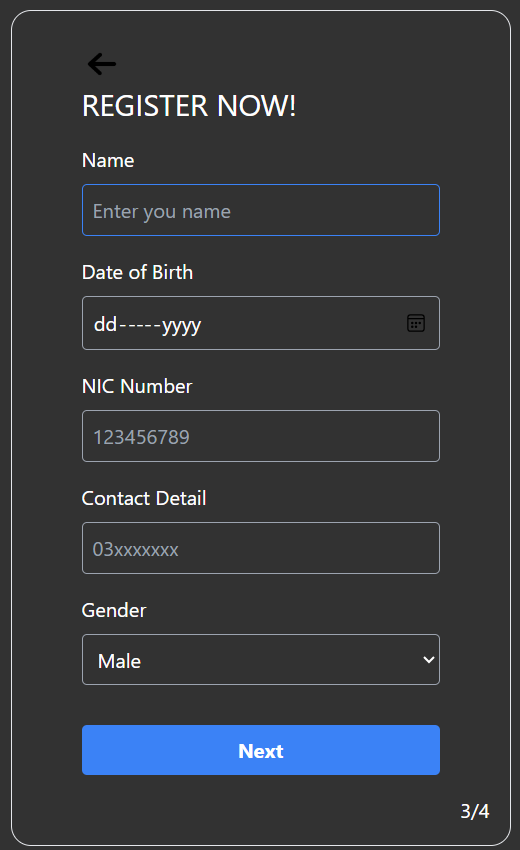 REGISTER NOW!
Name
Enter you name
Date of Birth
dd-----yyyy
NIC Number
123456789
Contact Detail
03xxxxxxx
Gender
Male
Next
3/4